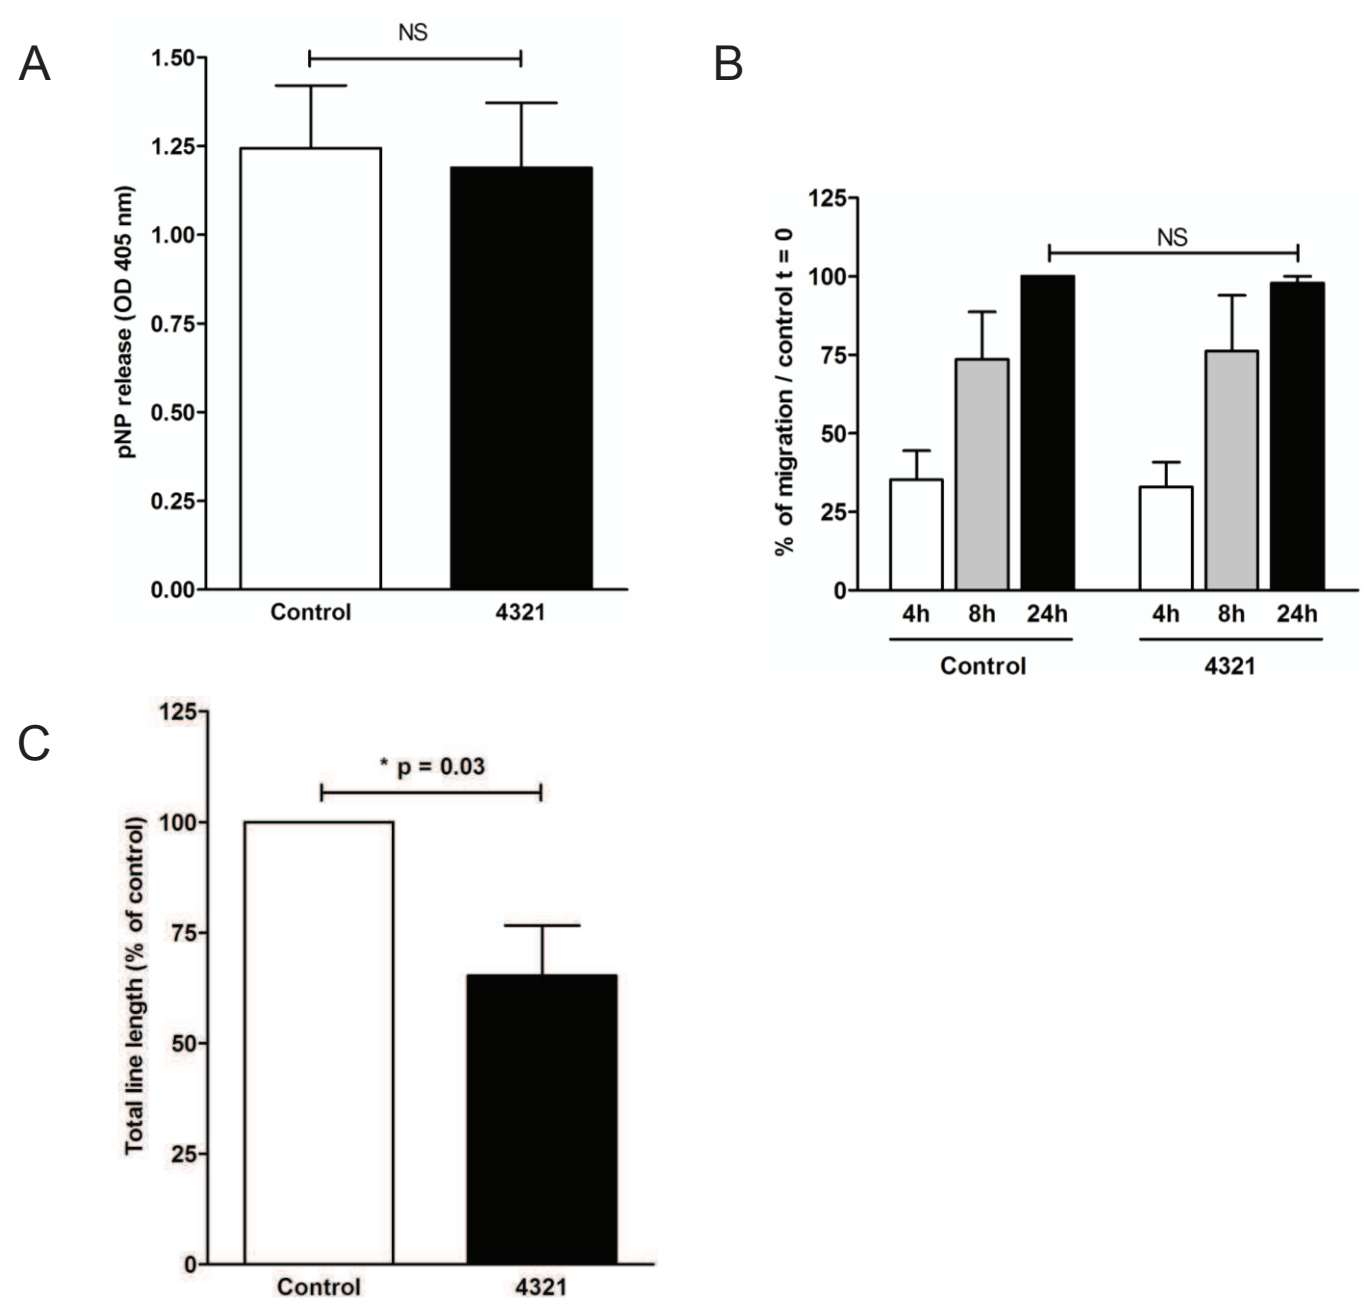 A
NS
1.50
1.25
1.00
0.75
0.50
0.25
0.00
pNP release (OD 405 nm)
Control 4321
B
125
100
75
50
25
0
% of migration / control t = 0
NS
4h 8h 24h 4h 8h 24h
Control 4321
C
125
100
75
50
25
0
Total line length (% of control)
* p = 0.03
Control 4321